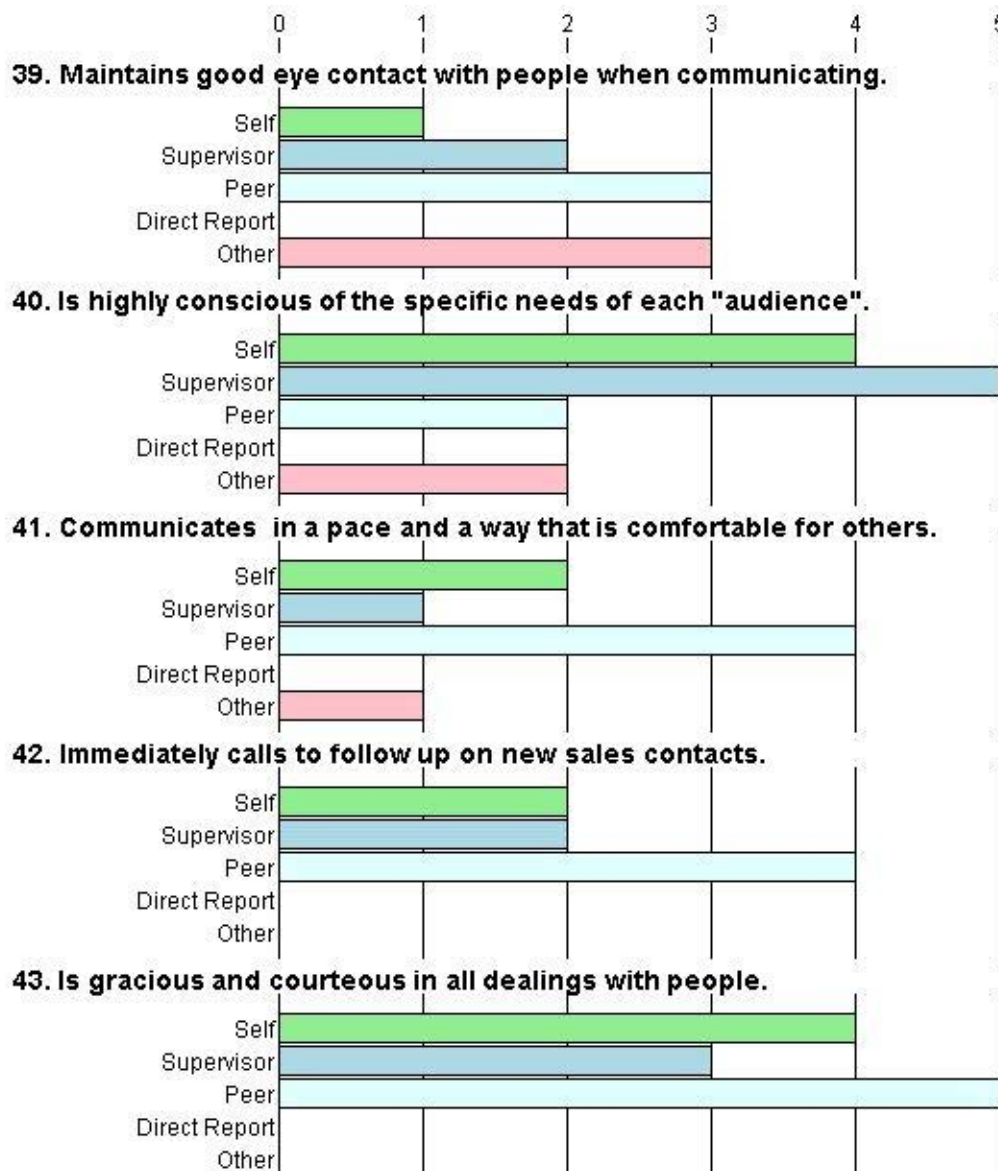 0 1 2 3 4 5
39. Maintains good eye contact with people when communicating.
Self
Supervisor
Peer
Direct Report
Other
40. Is highly conscious of the specific needs of each "audience".
Self
Supervisor
Peer
Direct Report
Other
41. Communicates  in a pace and a way that is comfortable for others.
Self
Supervisor
Peer
Direct Report
Other
42. Immediately calls to follow up on new sales contacts.
Self
Supervisor
Peer
Direct Report
Other
43. Is gracious and courteous in all dealings with people.
Self
Supervisor
Peer
Direct Report
Other